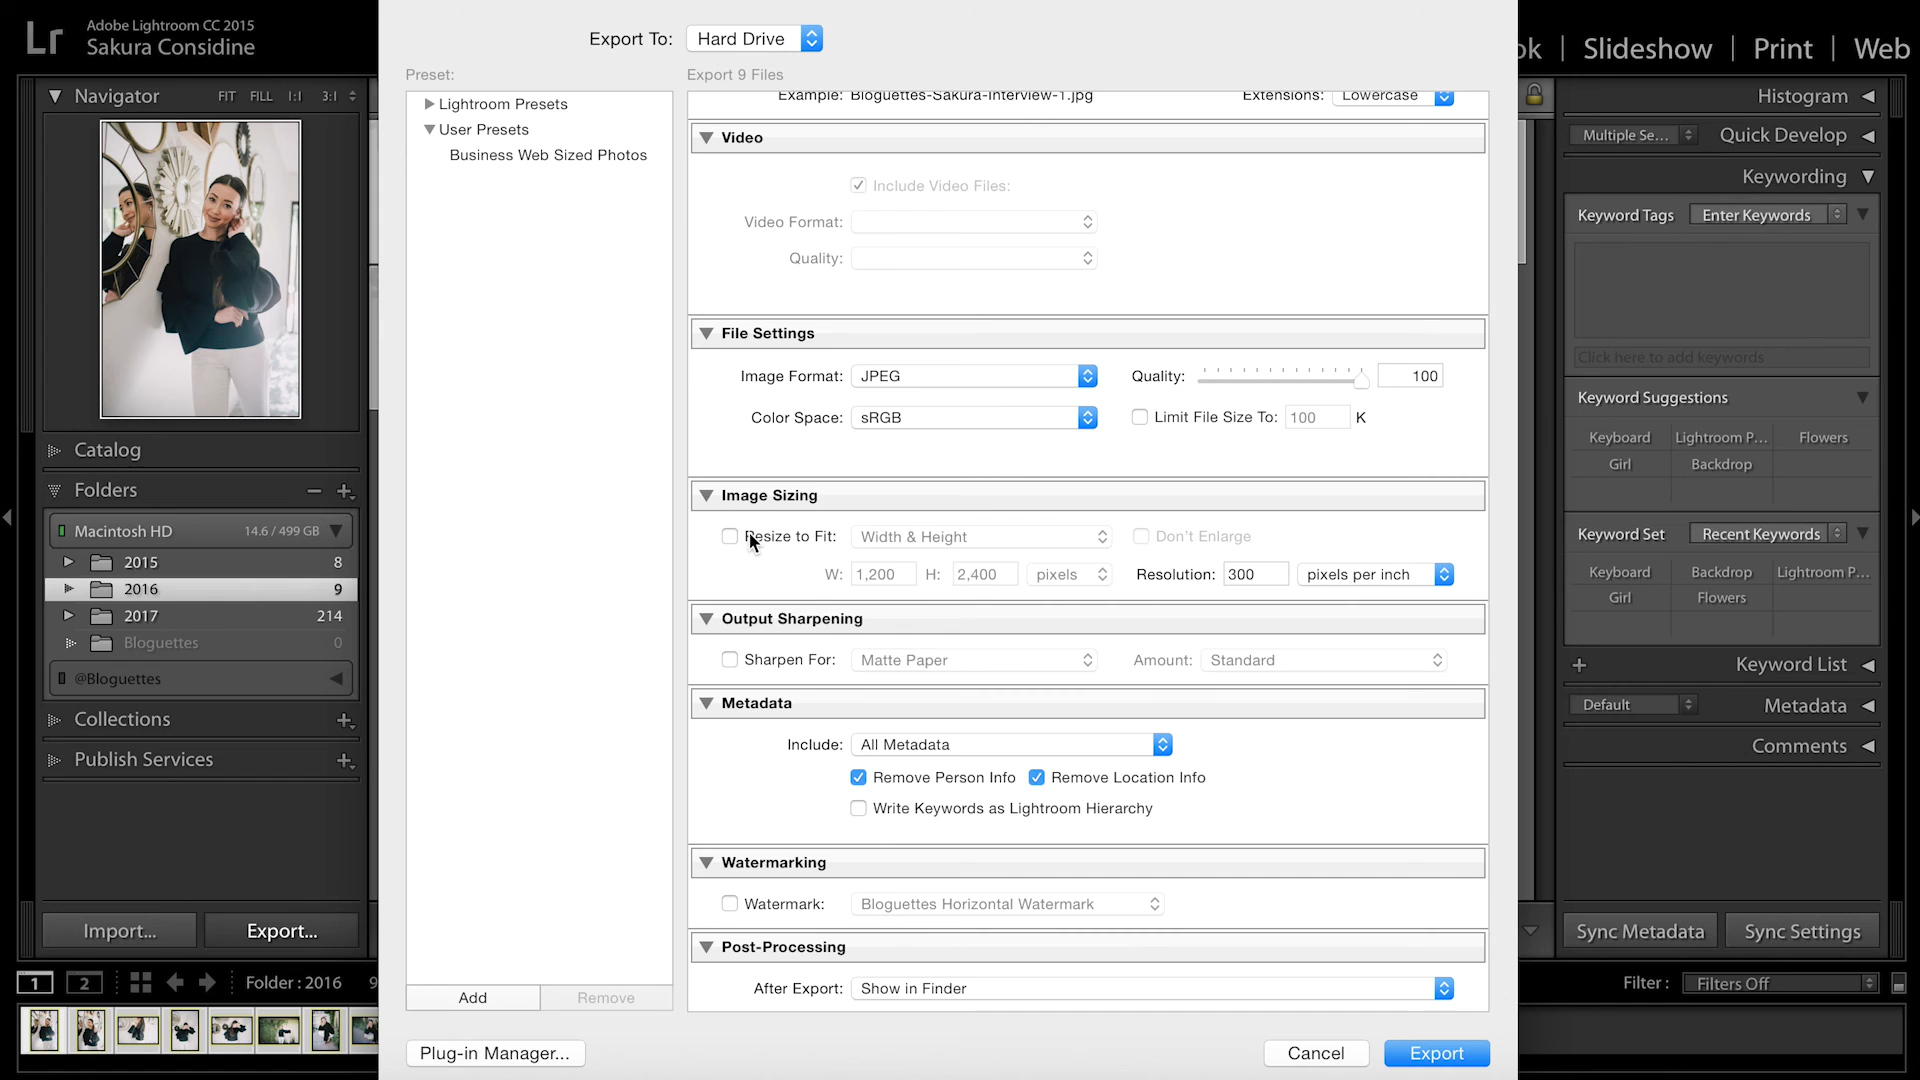 Lr
Adobe Lightroom CC 2015
Sakura Considine
ok | Slideshow | Print | Web
Navigator FIT FILL 1:1 3:1
Catalog
Folders
Macintosh HD 14.6 / 499 GB
2015 8
2016 9
2017 214
Bloguettes 0
@Bloguettes
Collections
Publish Services
Import... Export...
1 2 Folder : 2016 9
Export To: Hard Drive
Preset:
Lightroom Presets
User Presets
Business Web Sized Photos
Add Remove
Plug-in Manager...
Export 9 Files
Example: Bloguettes-Sakura-Interview-1.jpg Extensions: Lowercase
Video
Include Video Files:
Video Format:
Quality:
File Settings
Image Format: JPEG Quality: 100
Color Space: sRGB Limit File Size To: 100 K
Image Sizing
Resize to Fit: Width & Height Don't Enlarge
W: 1,200 H: 2,400 pixels Resolution: 300 pixels per inch
Output Sharpening
Sharpen For: Matte Paper Amount: Standard
Metadata
Include: All Metadata
Remove Person Info Remove Location Info
Write Keywords as Lightroom Hierarchy
Watermarking
Watermark: Bloguettes Horizontal Watermark
Post-Processing
After Export: Show in Finder
Cancel Export
Histogram
Multiple Se... Quick Develop
Keywording
Keyword Tags Enter Keywords
Click here to add keywords
Keyword Suggestions
Keyboard Lightroom P... Flowers
Girl Backdrop
Keyword Set Recent Keywords
Keyboard Backdrop Lightroom P...
Girl Flowers
Keyword List
Default Metadata
Comments
Sync Metadata Sync Settings
Filter : Filters Off